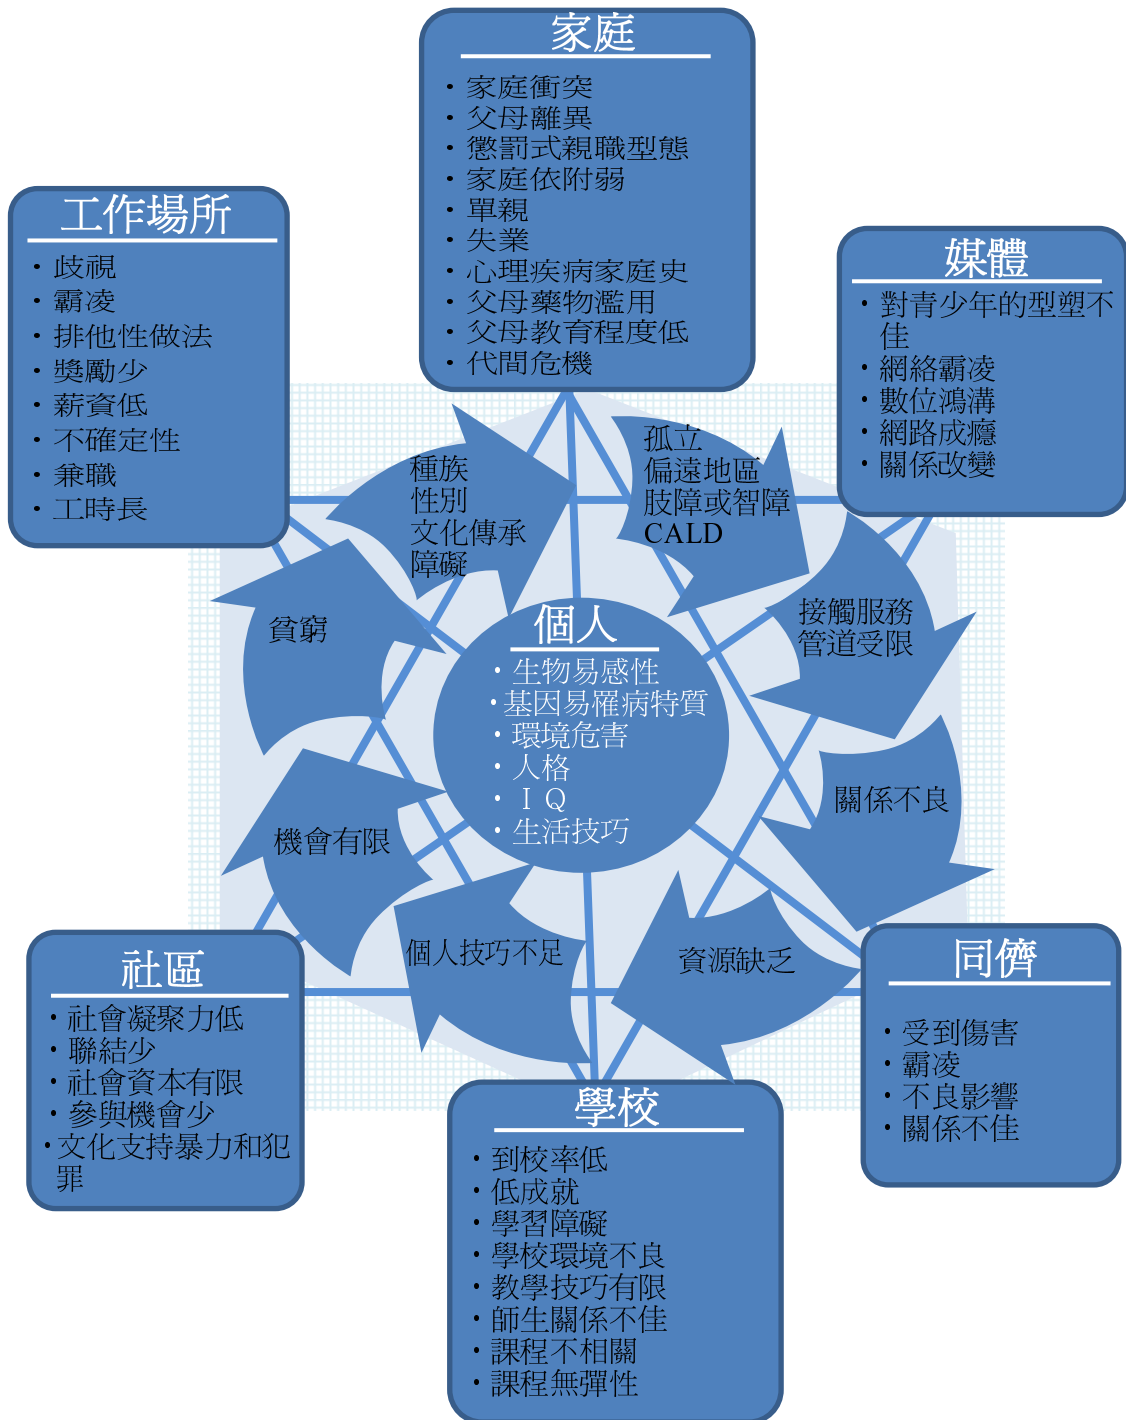 家庭
・家庭衝突
・父母離異
・懲罰式親職型態
・家庭依附弱
・單親
・失業
・心理疾病家庭史
・父母藥物濫用
・父母教育程度低
・代間危機
工作場所
・歧視
・霸凌
・排他性做法
・獎勵少
・薪資低
・不確定性
・兼職
・工時長
媒體
・對青少年的型塑不
佳
・網絡霸凌
・數位鴻溝
・網路成癮
・關係改變
種族
性別
文化傳承
障礙
孤立
偏遠地區
肢障或智障
CALD
貧窮
接觸服務
管道受限
個人
・生物易感性
・基因易罹病特質
・環境危害
・人格
・ＩＱ
・生活技巧
關係不良
機會有限
個人技巧不足
資源缺乏
社區
・社會凝聚力低
・聯結少
・社會資本有限
・參與機會少
・文化支持暴力和犯
罪
同儕
・受到傷害
・霸凌
・不良影響
・關係不佳
學校
・到校率低
・低成就
・學習障礙
・學校環境不良
・教學技巧有限
・師生關係不佳
・課程不相關
・課程無彈性